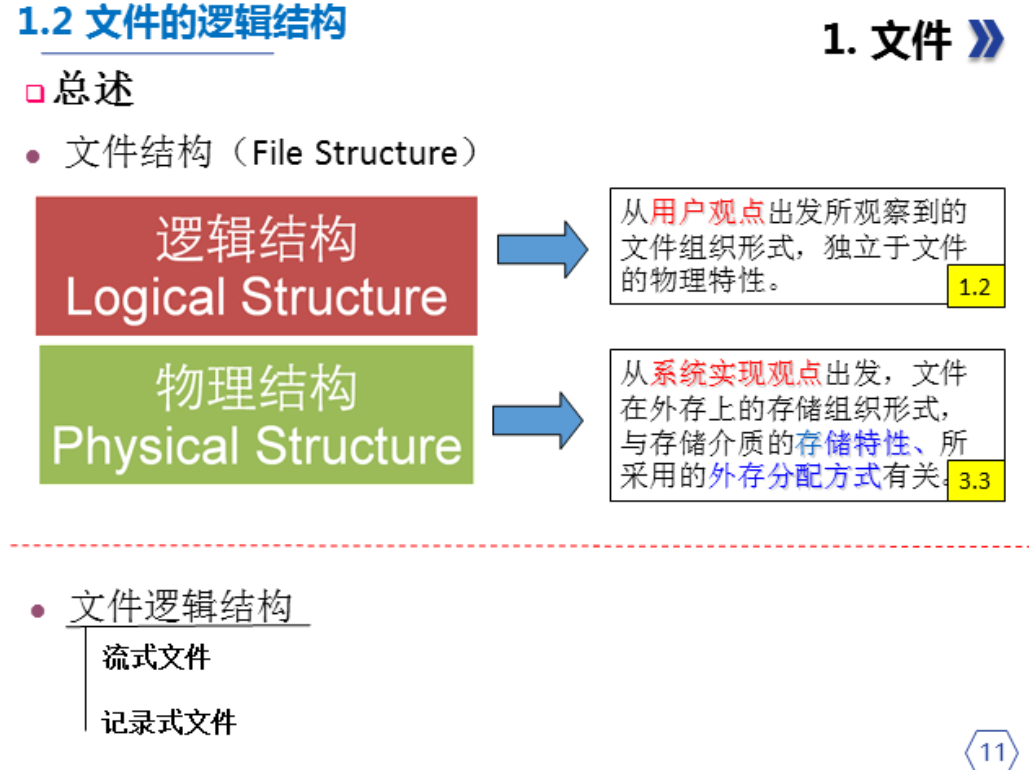 1.2 文件的逻辑结构
1. 文件
总述
文件结构（File Structure）
逻辑结构
Logical Structure
从用户观点出发所观察到的
文件组织形式，独立于文件
的物理特性。
1.2
物理结构
Physical Structure
从系统实现观点出发，文件
在外存上的存储组织形式，
与存储介质的存储特性、所
采用的外存分配方式有关。
3.3
文件逻辑结构
流式文件
记录式文件
11